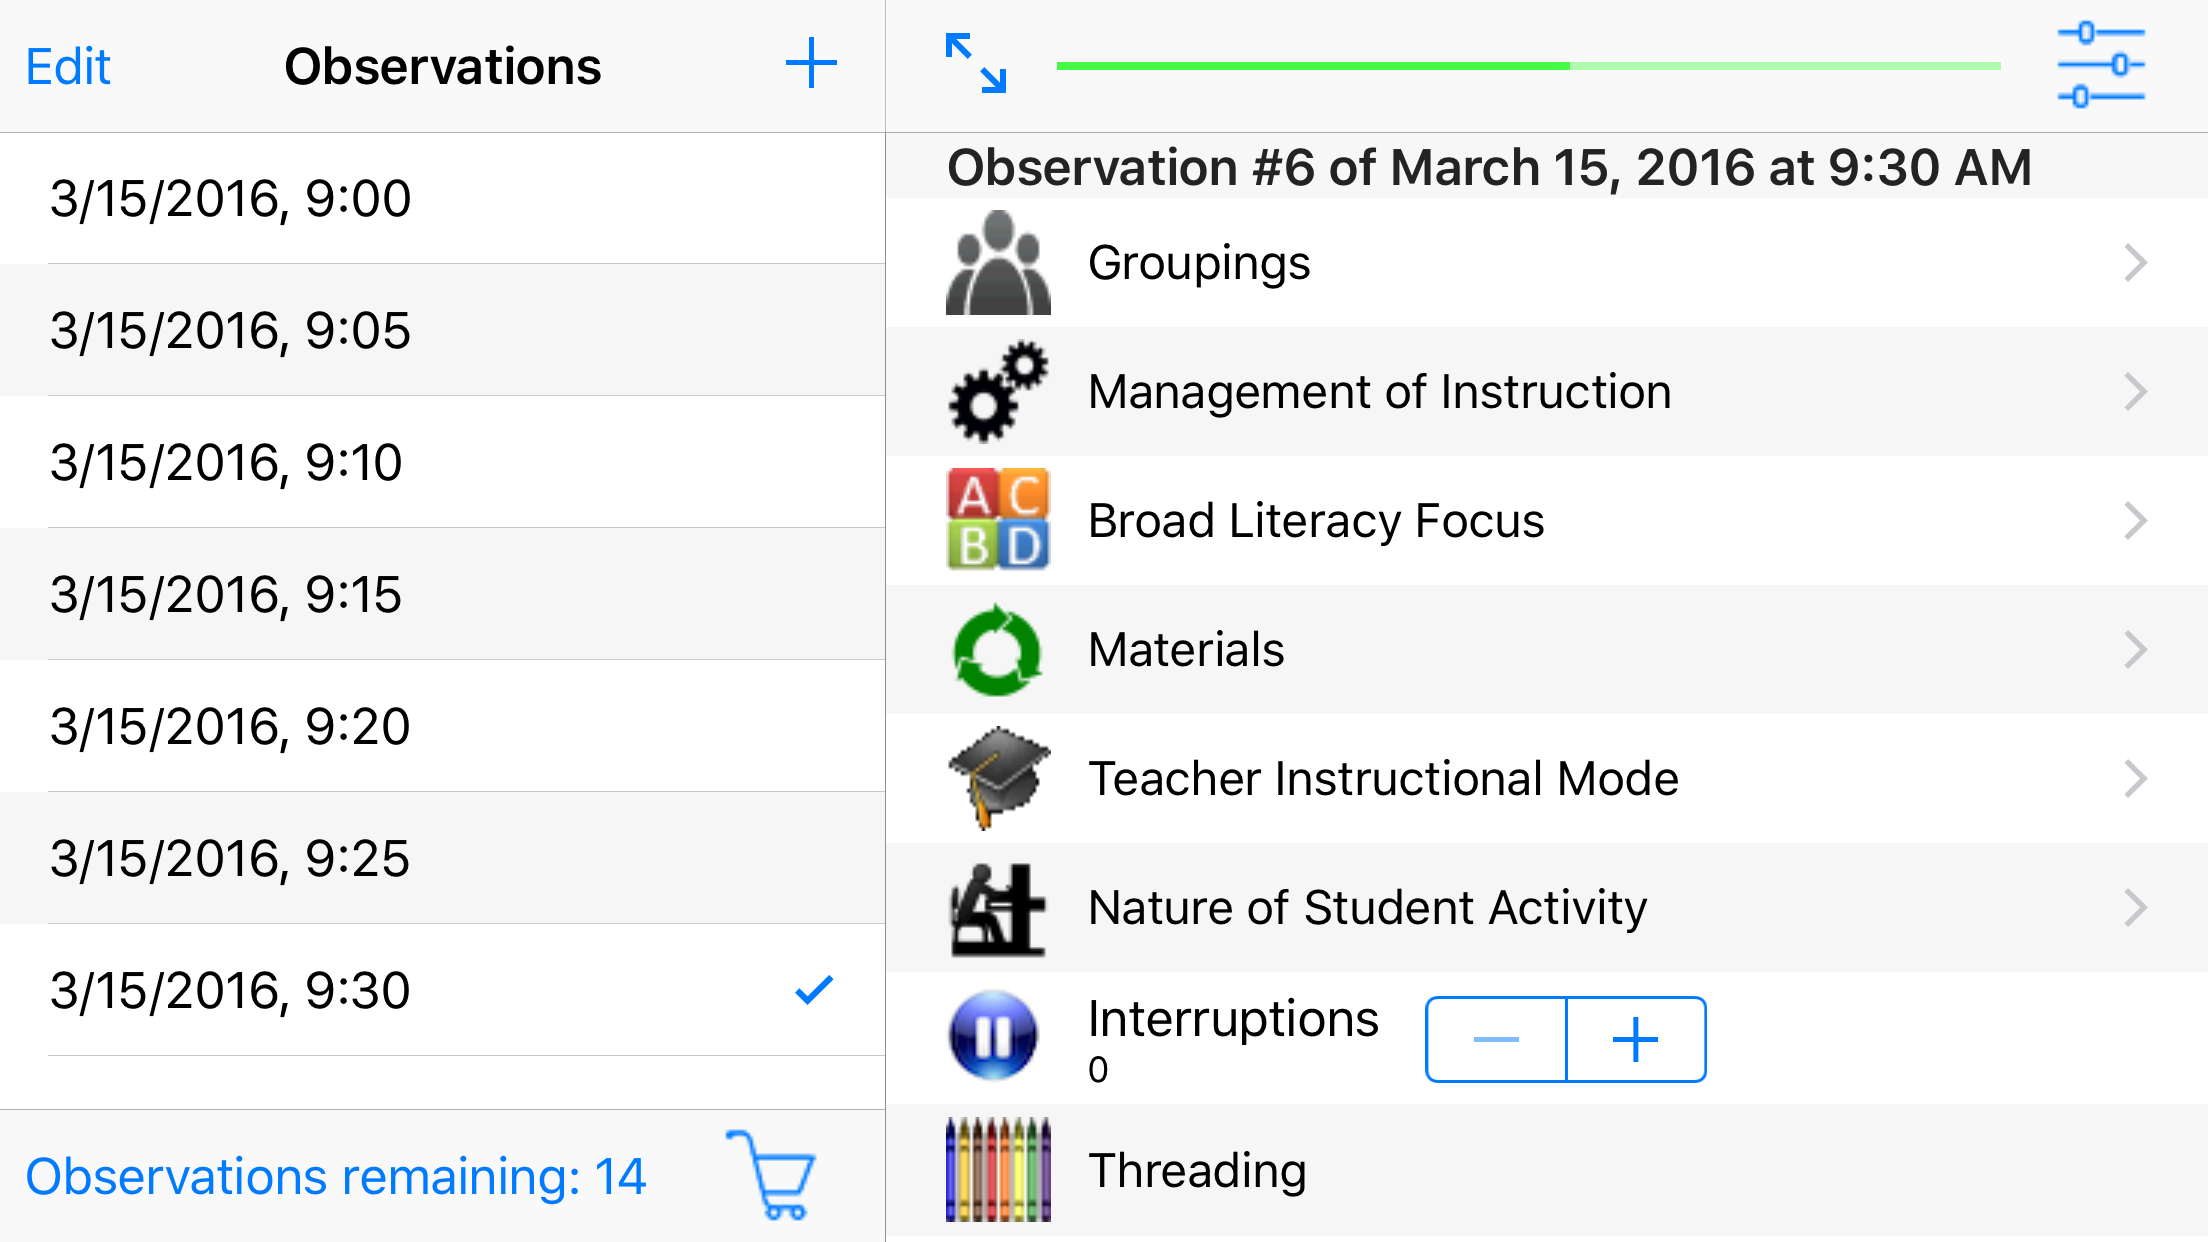 Edit
Observations
3/15/2016, 9:00
3/15/2016, 9:05
3/15/2016, 9:10
3/15/2016, 9:15
3/15/2016, 9:20
3/15/2016, 9:25
3/15/2016, 9:30
Observations remaining: 14
Observation #6 of March 15, 2016 at 9:30 AM
Groupings
Management of Instruction
A C
B D
Broad Literacy Focus
Materials
Teacher Instructional Mode
Nature of Student Activity
Interruptions
0
Threading